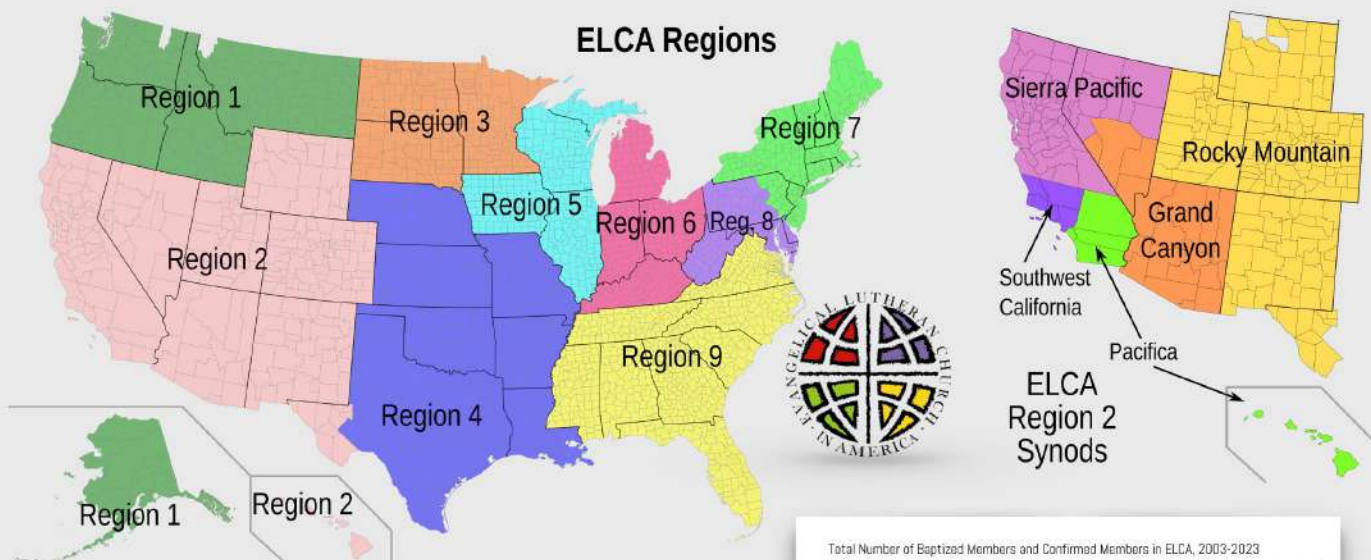 ELCA Regions
Region 1
Region 3
Region 7
Region 5
Region 6
Reg. 8
Region 2
Region 9
Region 4
Region 1
Region 2
EVANGELICAL LUTHERAN CHURCH
· IN AMERICA ·
Sierra Pacific
Rocky Mountain
Grand
Canyon
Southwest
California
Pacifica
ELCA
Region 2
Synods
Total Number of Baptized Members and Confirmed Members in ELCA, 2003-2023